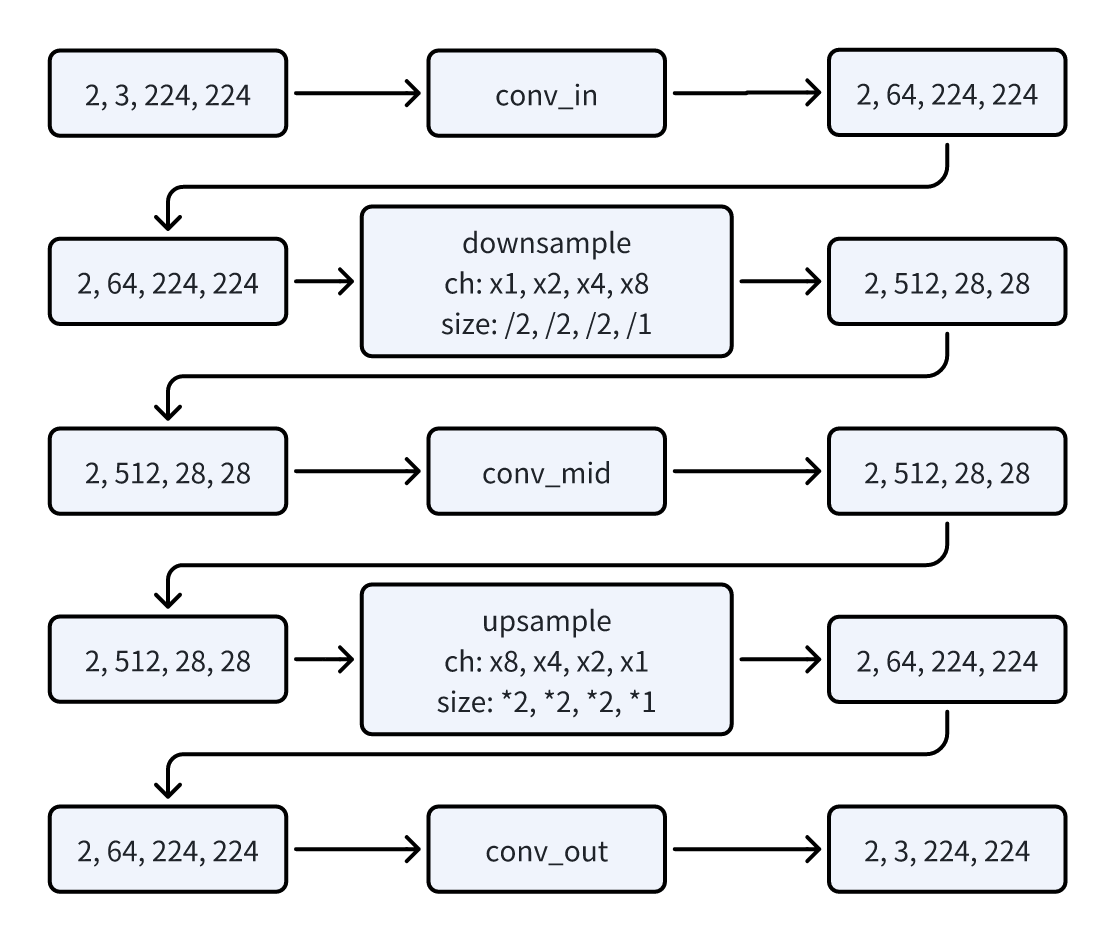 2, 3, 224, 224
conv_in
2, 64, 224, 224
2, 64, 224, 224
downsample
ch: x1, x2, x4, x8
size: /2, /2, /2, /1
2, 512, 28, 28
2, 512, 28, 28
conv_mid
2, 512, 28, 28
2, 512, 28, 28
upsample
ch: x8, x4, x2, x1
size: *2, *2, *2, *1
2, 64, 224, 224
2, 64, 224, 224
conv_out
2, 3, 224, 224